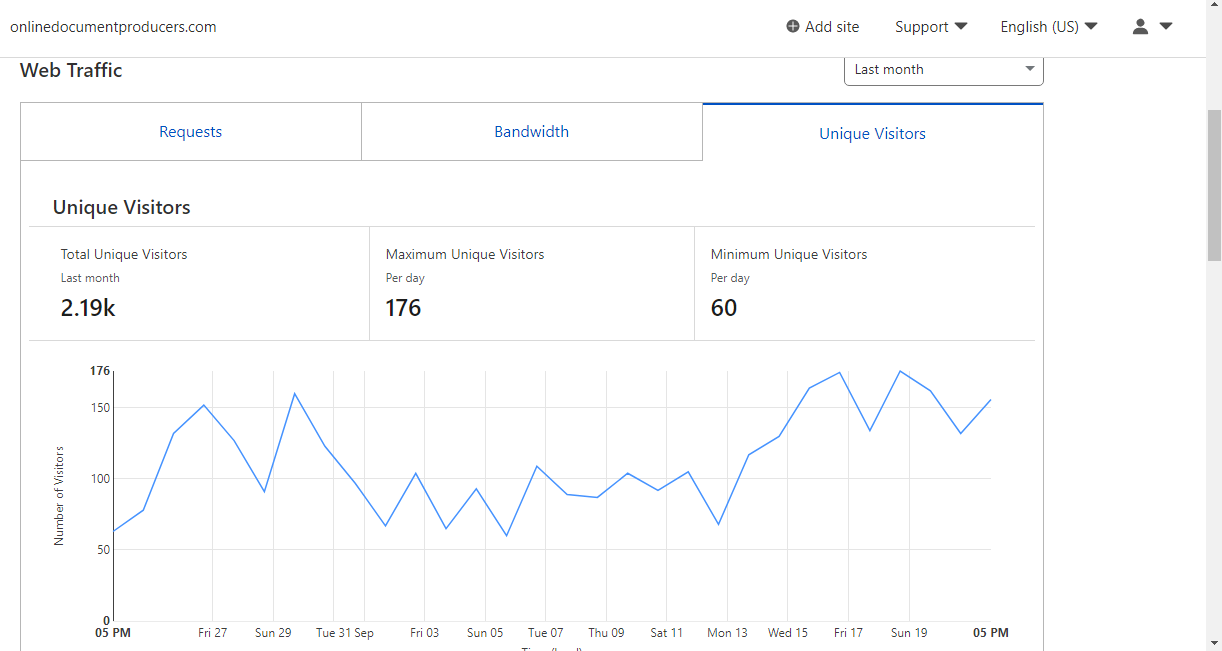 onlinedocumentproducers.com Add site Support English (US)
Web Traffic Last month
Requests Bandwidth Unique Visitors
Unique Visitors
Total Unique Visitors Maximum Unique Visitors Minimum Unique Visitors
Last month Per day Per day
2.19k 176 60
176
150
100
50
0
Number of Visitors
05 PM Fri 27 Sun 29 Tue 31 Sep Fri 03 Sun 05 Tue 07 Thu 09 Sat 11 Mon 13 Wed 15 Fri 17 Sun 19 05 PM